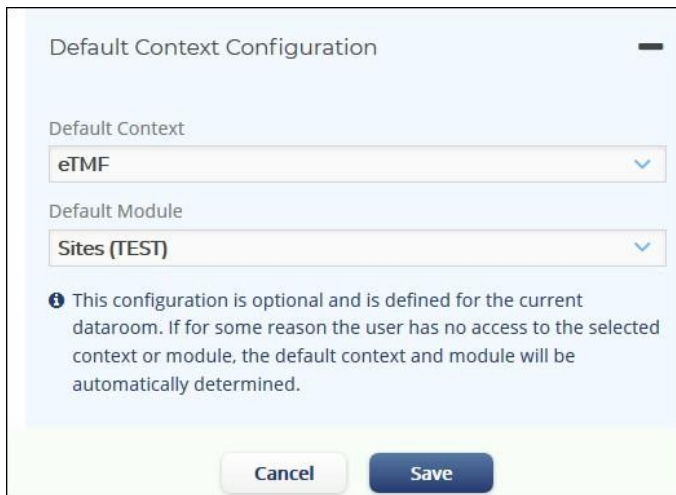 Default Context Configuration
Default Context
eTMF
Default Module
Sites (TEST)
This configuration is optional and is defined for the current
dataroom. If for some reason the user has no access to the selected
context or module, the default context and module will be
automatically determined.
Cancel Save